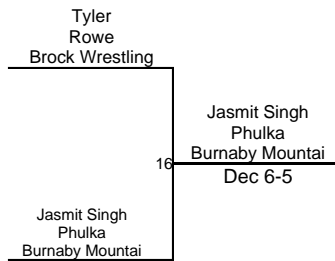 Tyler
Rowe
Brock Wrestling
16
Jasmit Singh
Phulka
Burnaby Mountai
Dec 6-5
Jasmit Singh
Phulka
Burnaby Mountai